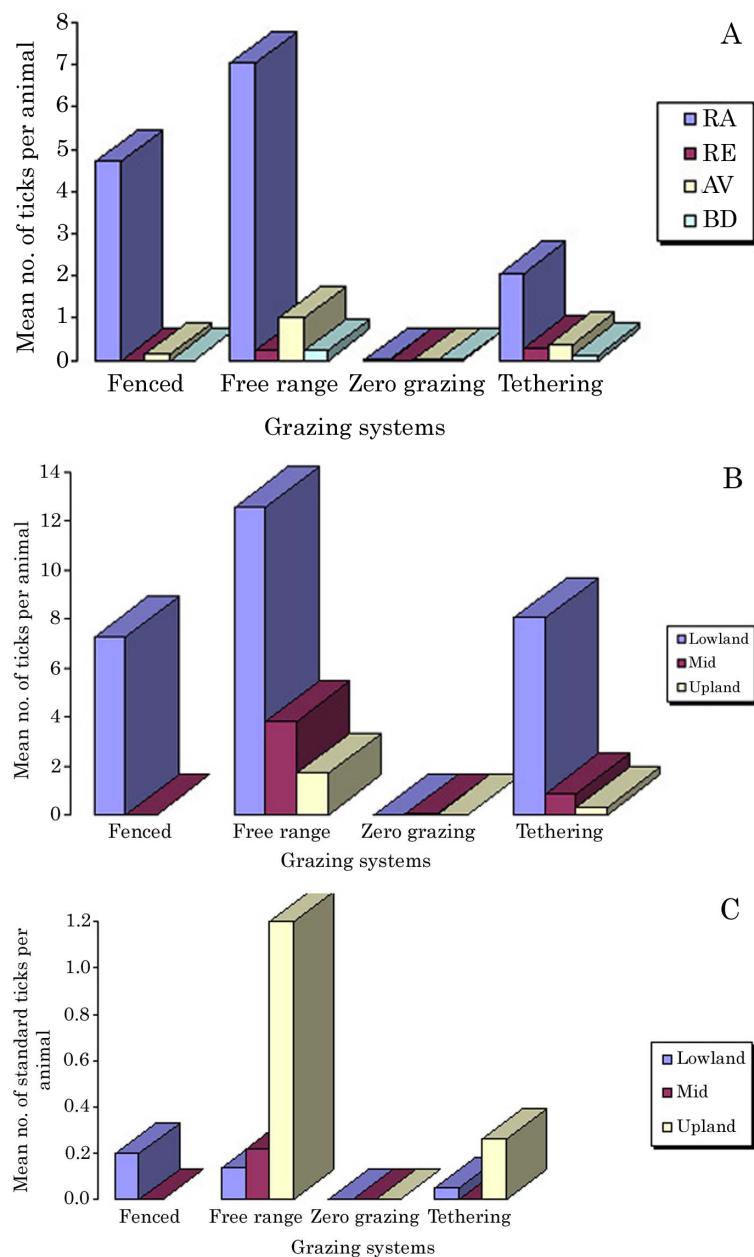 A
Mean no. of ticks per animal
8
7
6
5
4
3
2
1
0
RA
RE
AV
BD
Fenced Free range Zero grazing Tethering
Grazing systems
B
Mean no. of ticks per animal
14
12
10
8
6
4
2
0
Lowland
Mid
Upland
Fenced Free range Zero grazing Tethering
Grazing systems
C
Mean no. of standard ticks per
animal
1.2
1.0
0.8
0.6
0.4
0.2
0.0
Lowland
Mid
Upland
Fenced Free range Zero grazing Tethering
Grazing systems